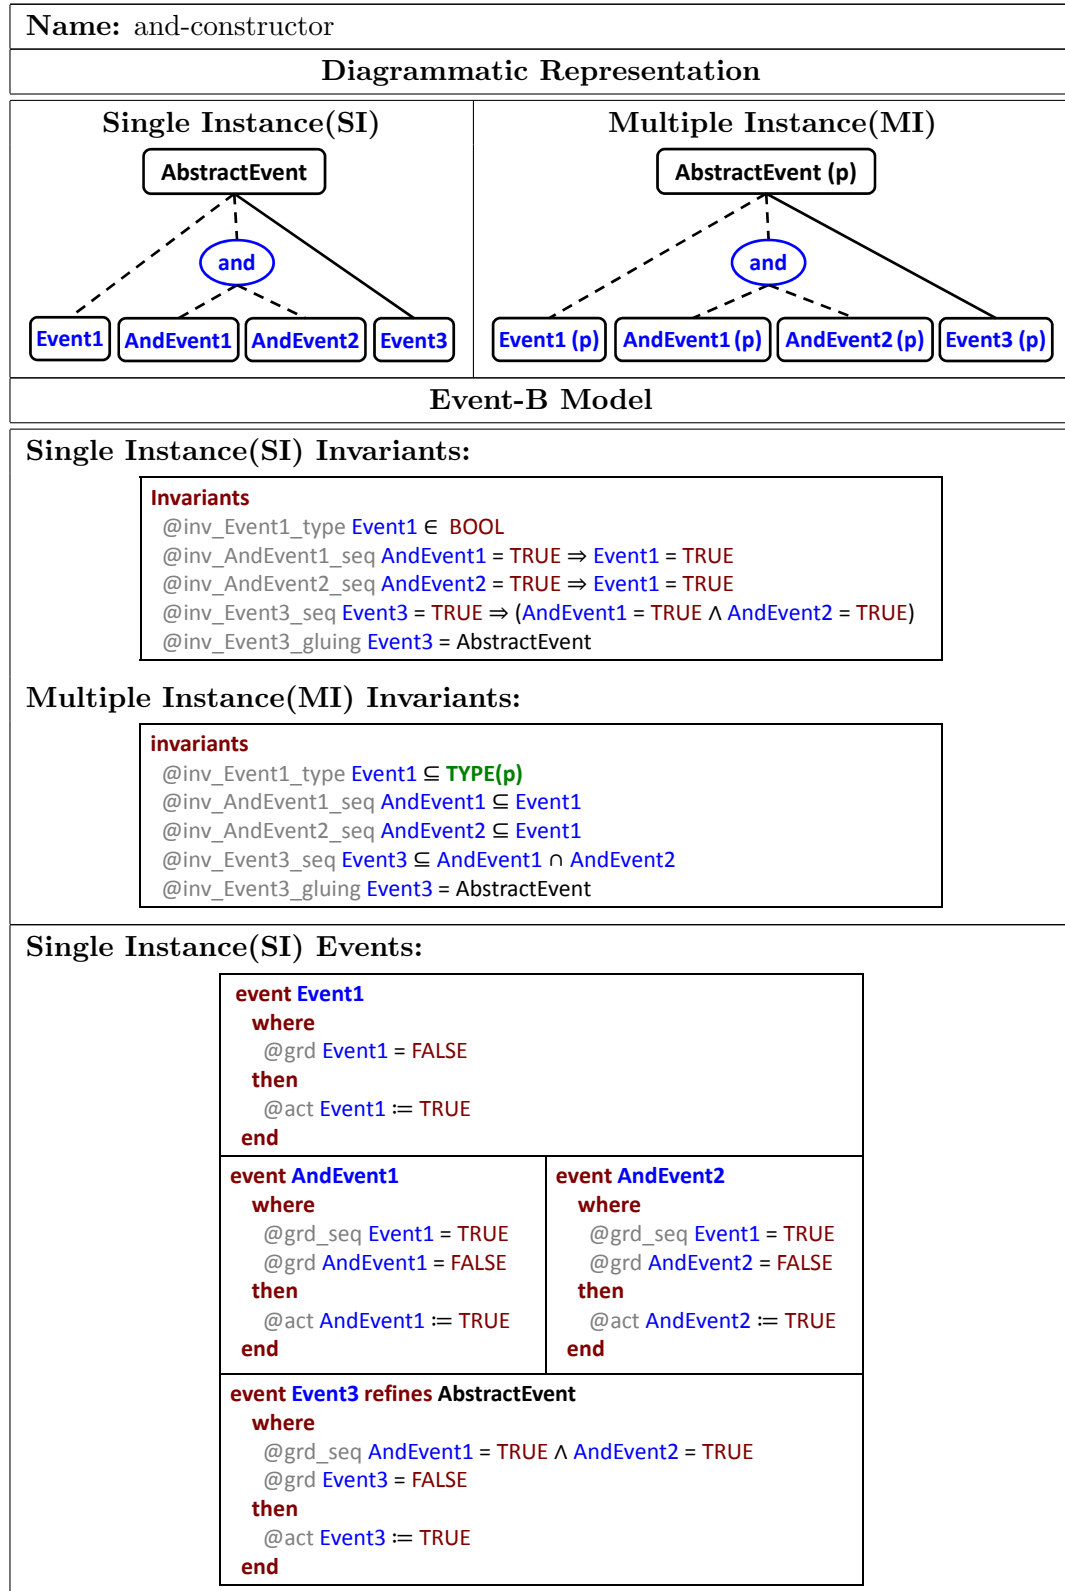 Name: and-constructor
Diagrammatic Representation
Single Instance(SI)
AbstractEvent
and
Event1 AndEvent1 AndEvent2 Event3
Multiple Instance(MI)
AbstractEvent (p)
and
Event1 (p) AndEvent1 (p) AndEvent2 (p) Event3 (p)
Event-B Model
Single Instance(SI) Invariants:
Invariants
@inv_Event1_type Event1 ∈ BOOL
@inv_AndEvent1_seq AndEvent1 = TRUE ⇒ Event1 = TRUE
@inv_AndEvent2_seq AndEvent2 = TRUE ⇒ Event1 = TRUE
@inv_Event3_seq Event3 = TRUE ⇒ (AndEvent1 = TRUE ∧ AndEvent2 = TRUE)
@inv_Event3_gluing Event3 = AbstractEvent
Multiple Instance(MI) Invariants:
invariants
@inv_Event1_type Event1 ⊆ TYPE(p)
@inv_AndEvent1_seq AndEvent1 ⊆ Event1
@inv_AndEvent2_seq AndEvent2 ⊆ Event1
@inv_Event3_seq Event3 ⊆ AndEvent1 ∩ AndEvent2
@inv_Event3_gluing Event3 = AbstractEvent
Single Instance(SI) Events:
event Event1
where
@grd Event1 = FALSE
then
@act Event1 ≔ TRUE
end
event AndEvent1
where
@grd_seq Event1 = TRUE
@grd AndEvent1 = FALSE
then
@act AndEvent1 ≔ TRUE
end
event AndEvent2
where
@grd_seq Event1 = TRUE
@grd AndEvent2 = FALSE
then
@act AndEvent2 ≔ TRUE
end
event Event3 refines AbstractEvent
where
@grd_seq AndEvent1 = TRUE ∧ AndEvent2 = TRUE
@grd Event3 = FALSE
then
@act Event3 ≔ TRUE
end